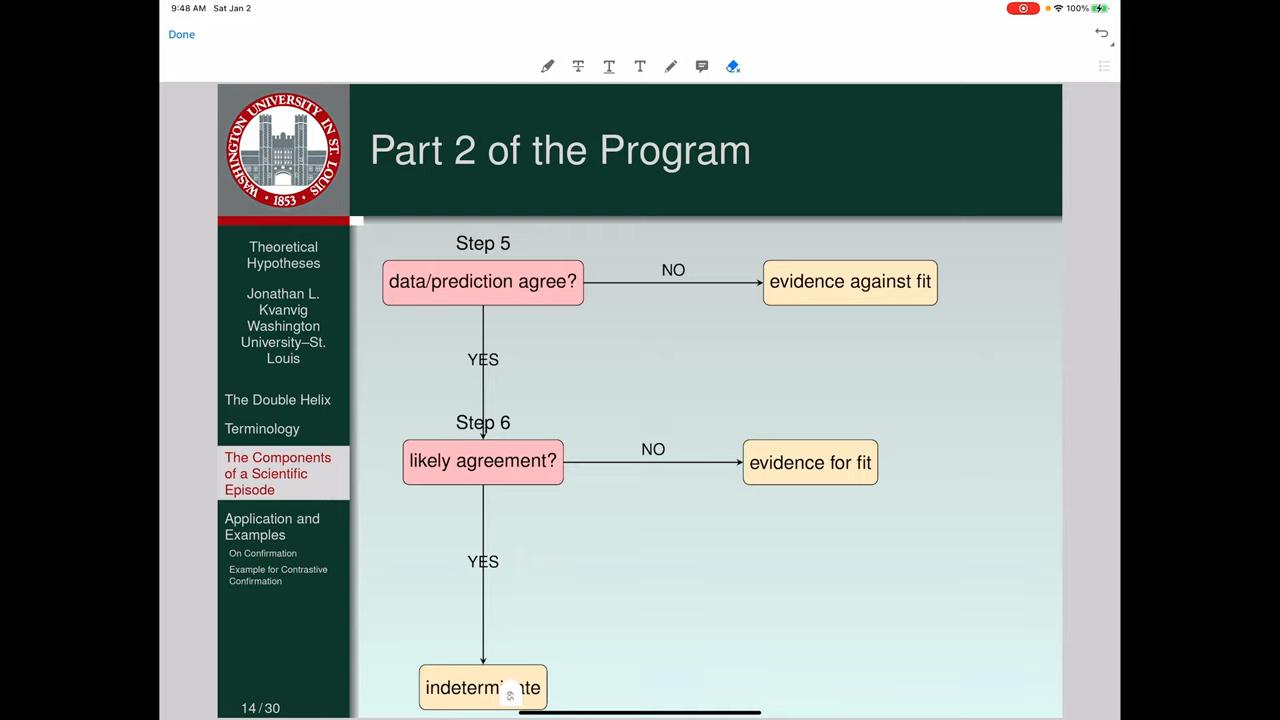 9:48 AM Sat Jan 2
100%
Done
WASHINGTON UNIVERSITY IN ST. LOUIS
· 1853 ·
Part 2 of the Program
Theoretical
Hypotheses
Jonathan L.
Kvanvig
Washington
University–St.
Louis
The Double Helix
Terminology
The Components
of a Scientific
Episode
Application and
Examples
On Confirmation
Example for Contrastive
Confirmation
14 / 30
Step 5
data/prediction agree?
NO
evidence against fit
YES
Step 6
likely agreement?
NO
evidence for fit
YES
indeterminate
65